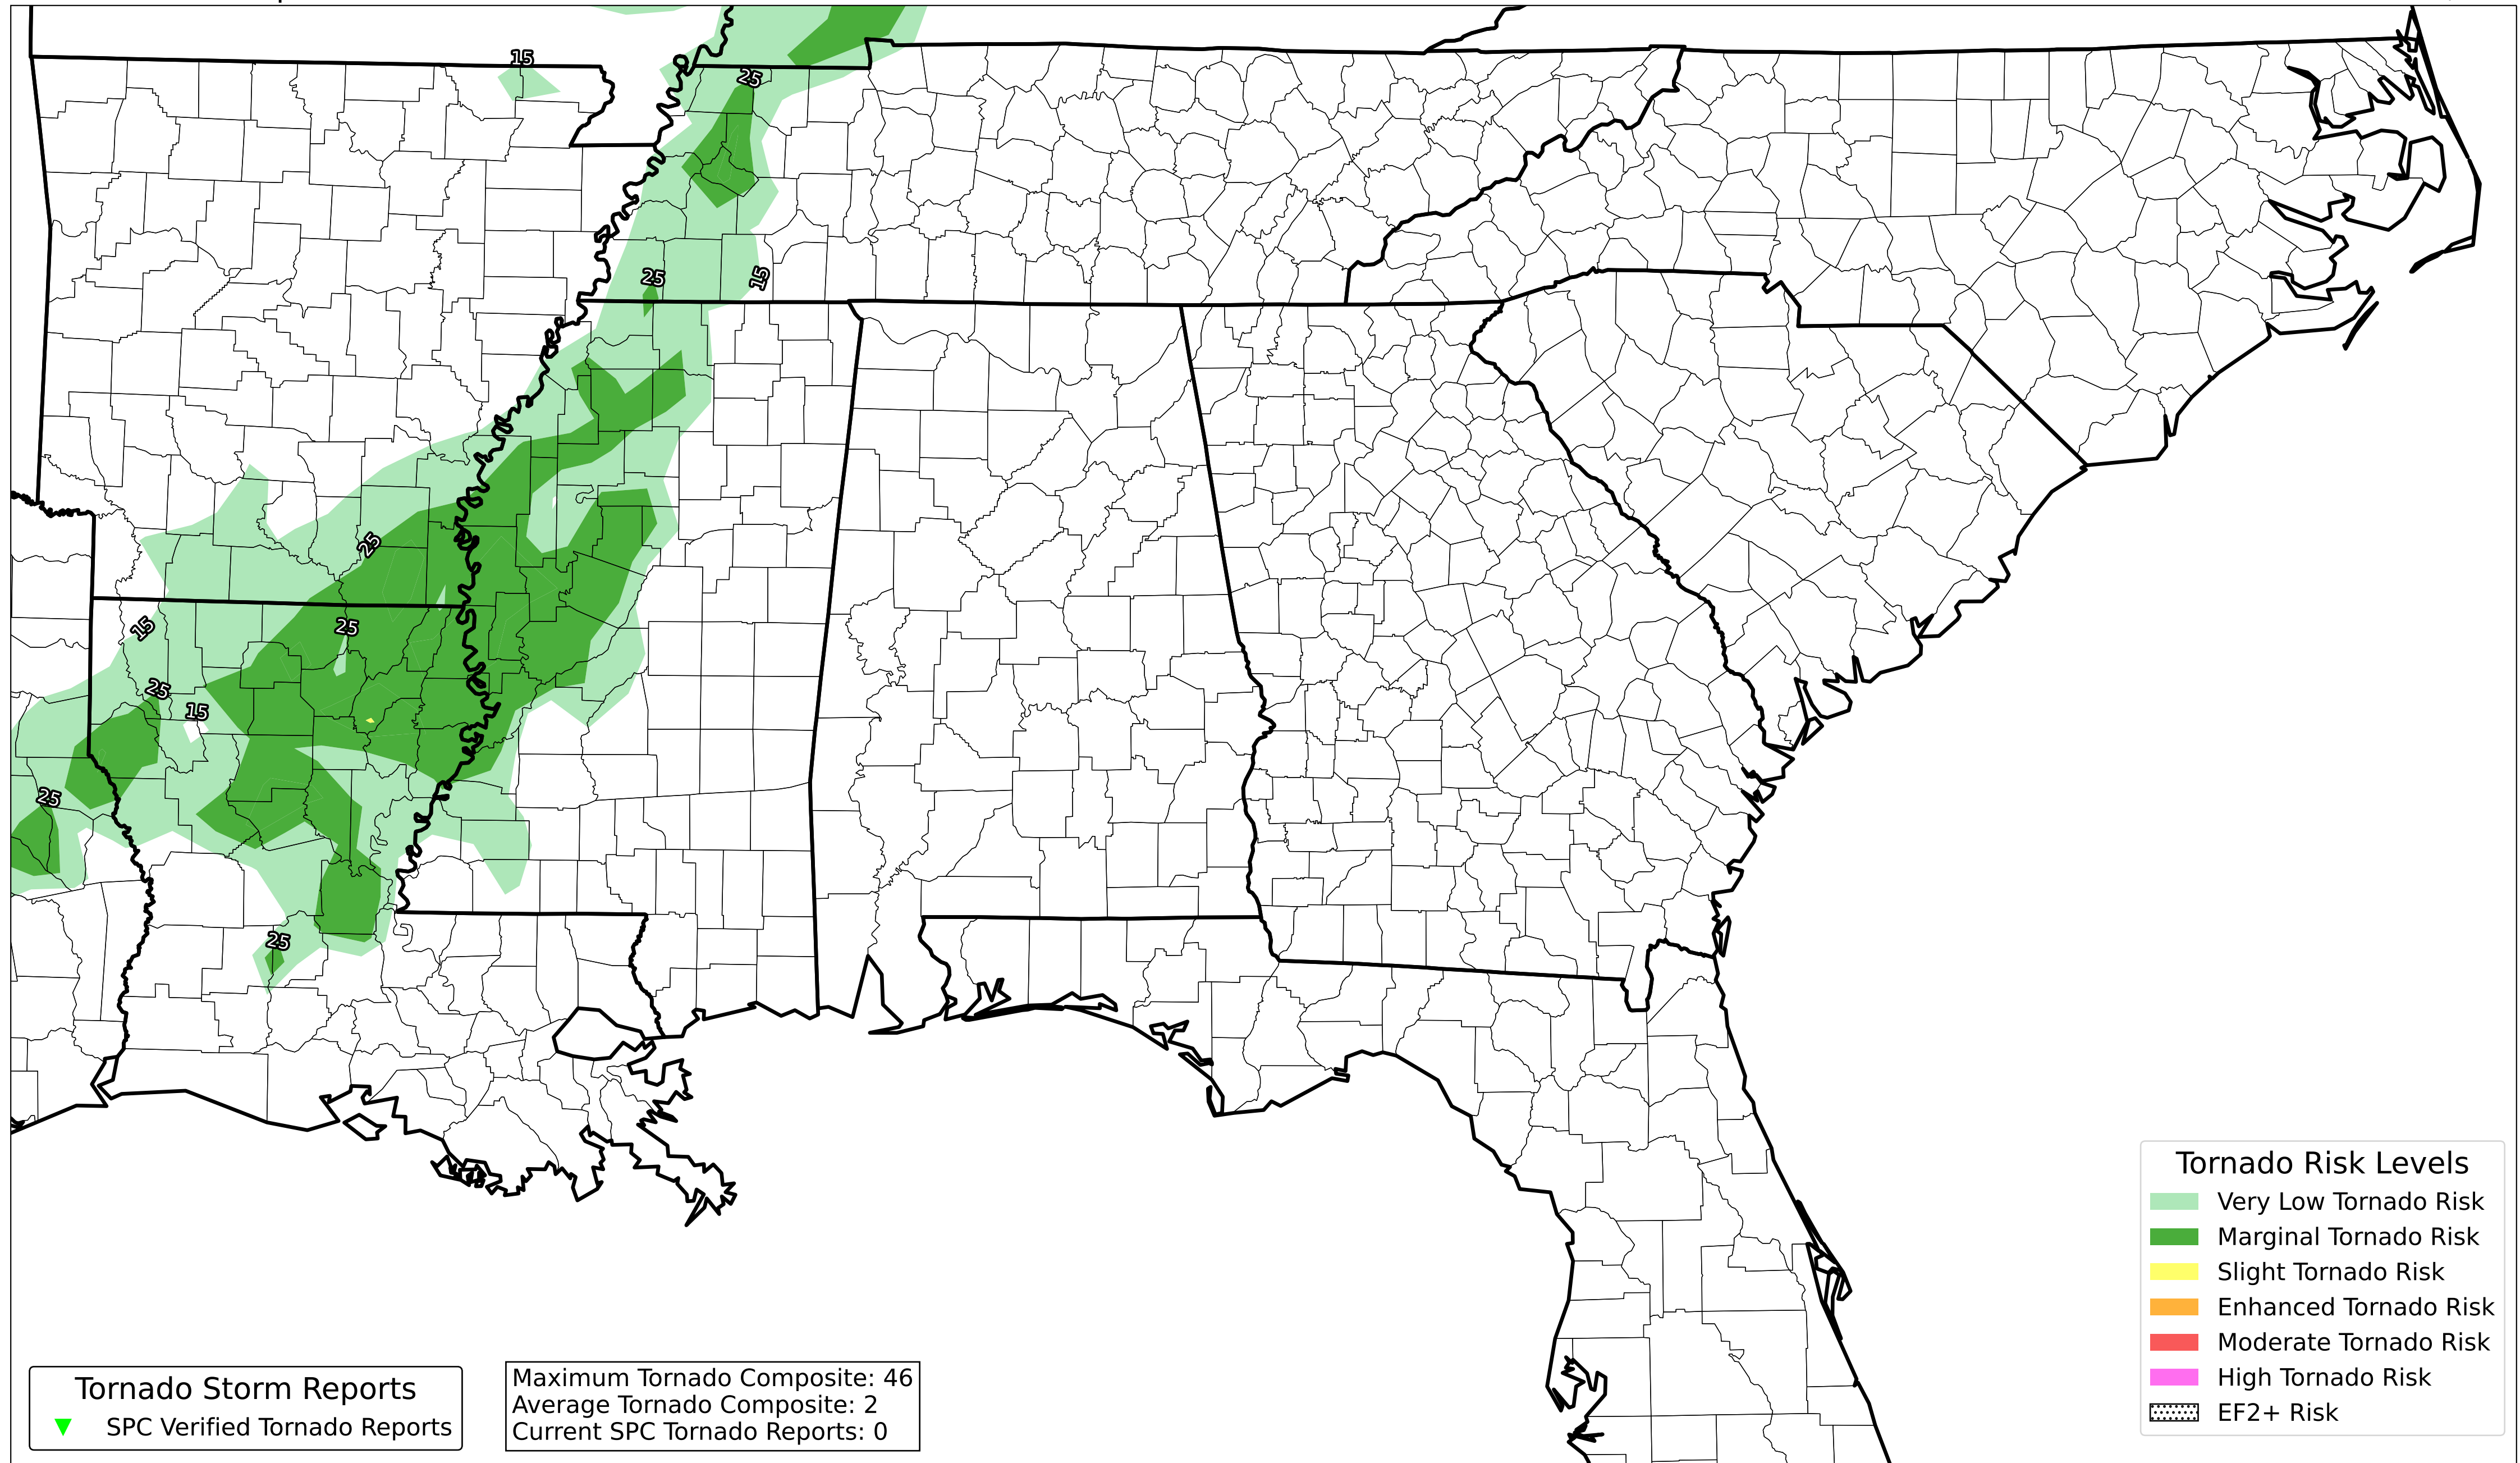 15
25
25
15
25
25
15
25
15
25
25
Tornado Risk Levels
Very Low Tornado Risk
Marginal Tornado Risk
Slight Tornado Risk
Enhanced Tornado Risk
Moderate Tornado Risk
High Tornado Risk
EF2+ Risk
Tornado Storm Reports
SPC Verified Tornado Reports
Maximum Tornado Composite: 46
Average Tornado Composite: 2
Current SPC Tornado Reports: 0